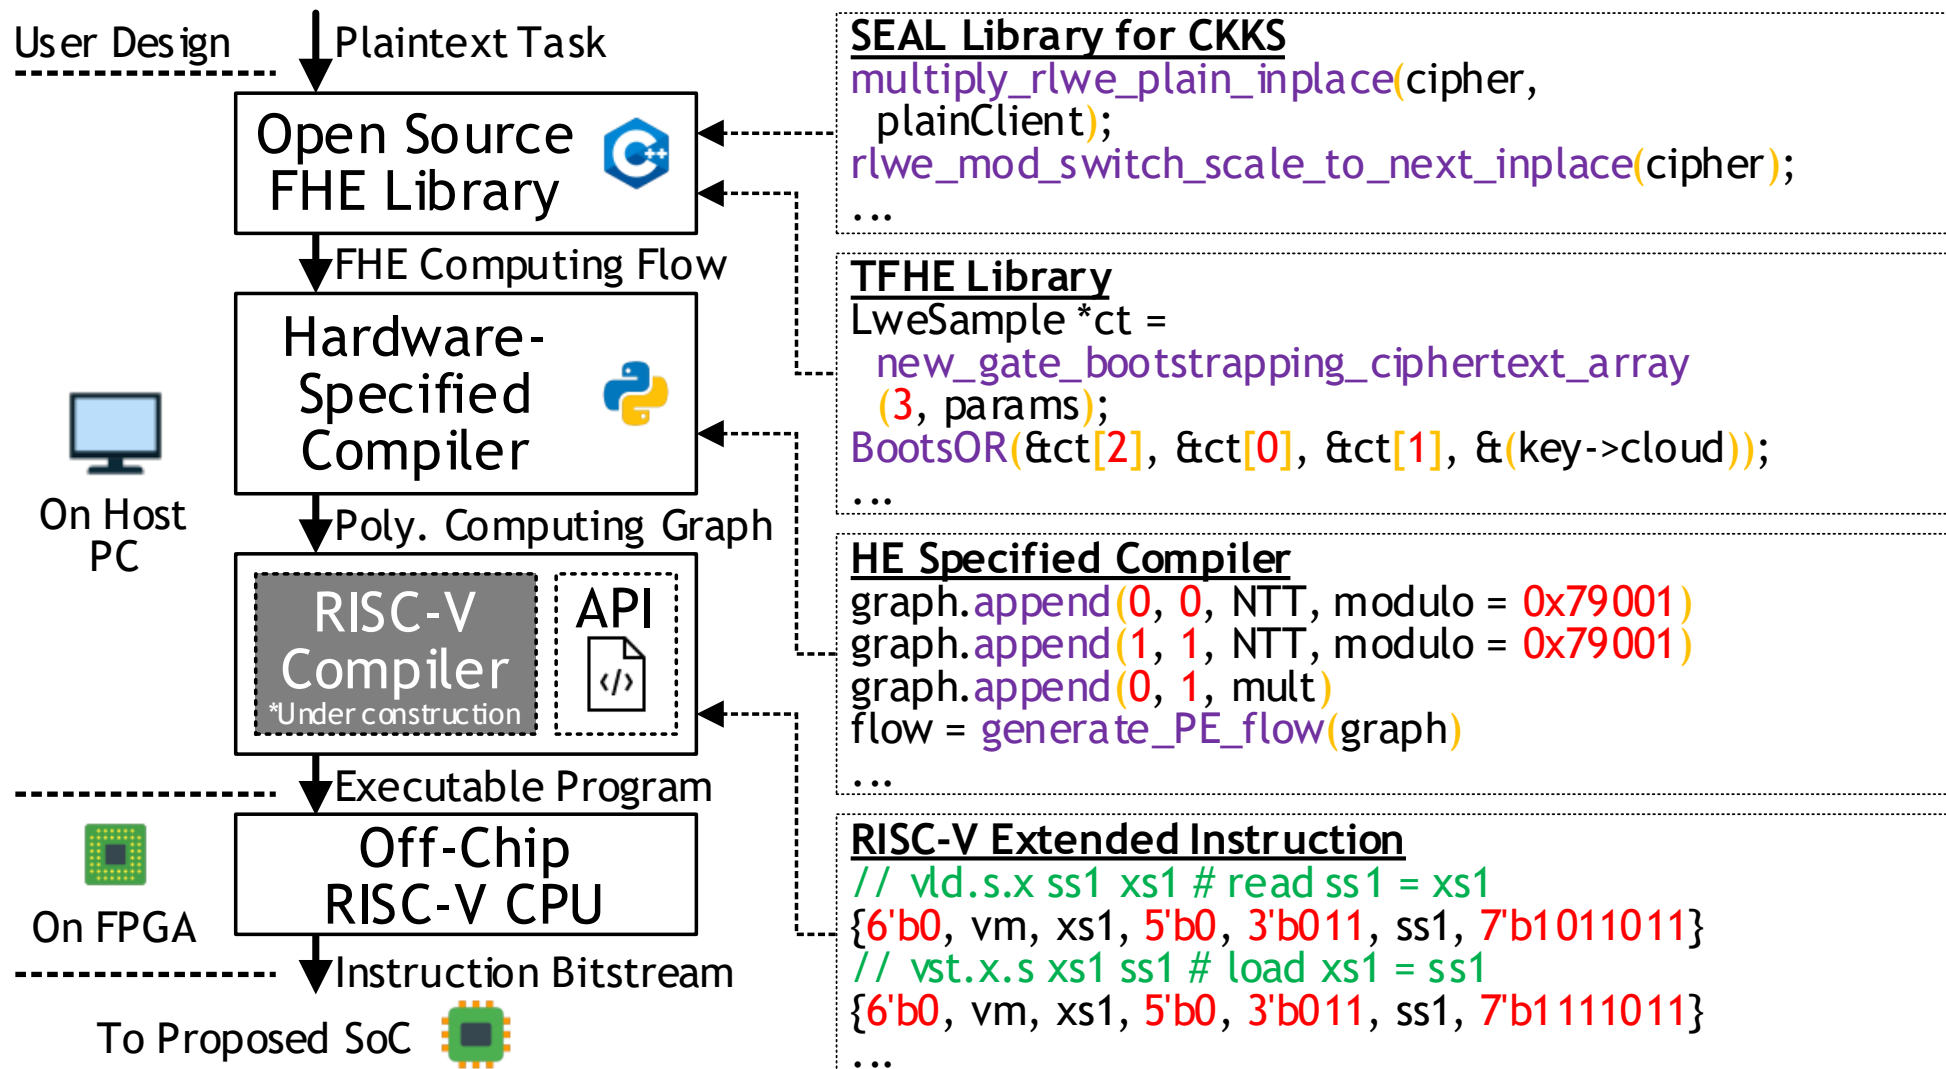 User Design
Plaintext Task
Open Source
FHE Library
C++
FHE Computing Flow
Hardware-
Specified
Compiler
On Host
PC
Poly. Computing Graph
RISC-V
Compiler
*Under construction
API
</>
Executable Program
Off-Chip
RISC-V CPU
On FPGA
Instruction Bitstream
To Proposed SoC
SEAL Library for CKKS
multiply_rlwe_plain_inplace(cipher,
plainClient);
rlwe_mod_switch_scale_to_next_inplace(cipher);
...
TFHE Library
LweSample *ct =
new_gate_bootstrapping_ciphertext_array
(3, params);
BootsOR(&ct[2], &ct[0], &ct[1], &(key->cloud));
...
HE Specified Compiler
graph.append(0, 0, NTT, modulo = 0x79001)
graph.append(1, 1, NTT, modulo = 0x79001)
graph.append(0, 1, mult)
flow = generate_PE_flow(graph)
...
RISC-V Extended Instruction
// vld.s.x ss1 xs1 # read ss1 = xs1
{6'b0, vm, xs1, 5'b0, 3'b011, ss1, 7'b1011011}
// vst.x.s xs1 ss1 # load xs1 = ss1
{6'b0, vm, xs1, 5'b0, 3'b011, ss1, 7'b1111011}
...